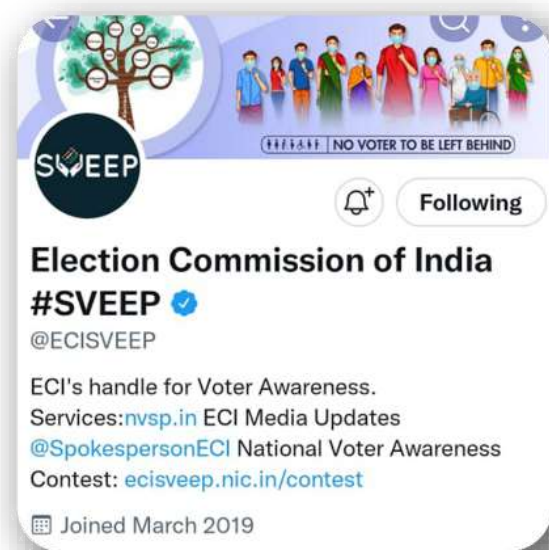 NO VOTER TO BE LEFT BEHIND
SVEEP
Following
Election Commission of India
#SVEEP
@ECISVEEP
ECI's handle for Voter Awareness.
Services:nvsp.in ECI Media Updates
@SpokespersonECI National Voter Awareness
Contest: ecisveep.nic.in/contest
Joined March 2019